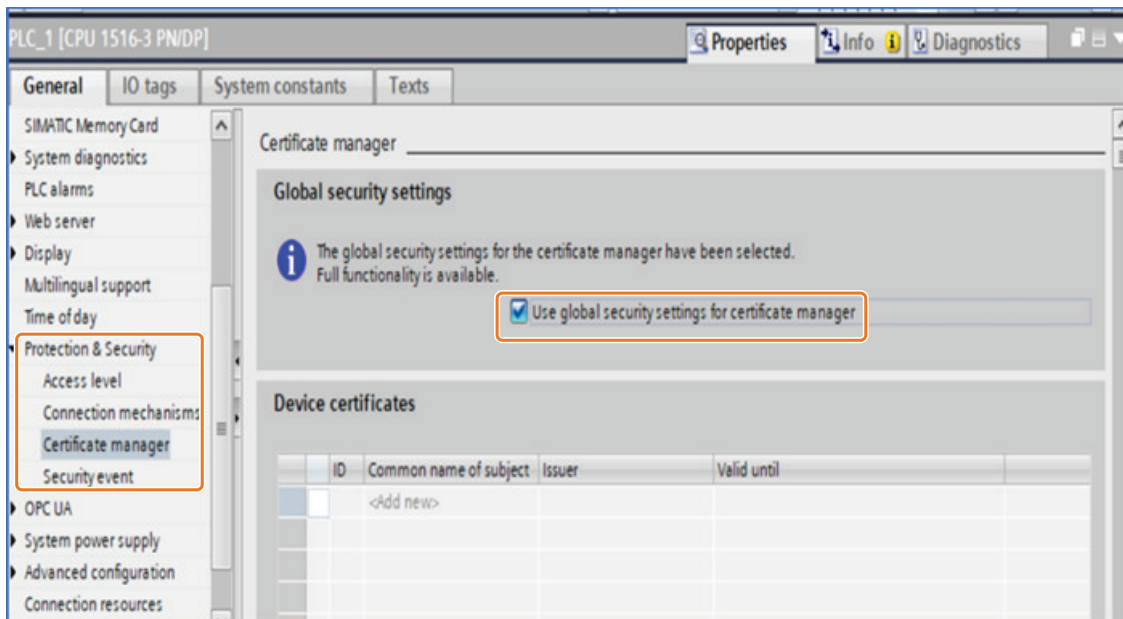 PLC_1 [CPU 1516-3 PN/DP]
Properties
Info
Diagnostics
General
IO tags
System constants
Texts
SIMATIC Memory Card
System diagnostics
PLC alarms
Web server
Display
Multilingual support
Time of day
Protection & Security
Access level
Connection mechanisms
Certificate manager
Security event
OPC UA
System power supply
Advanced configuration
Connection resources
Certificate manager
Global security settings
The global security settings for the certificate manager have been selected.
Full functionality is available.
Use global security settings for certificate manager
Device certificates
ID Common name of subject Issuer Valid until
<Add new>